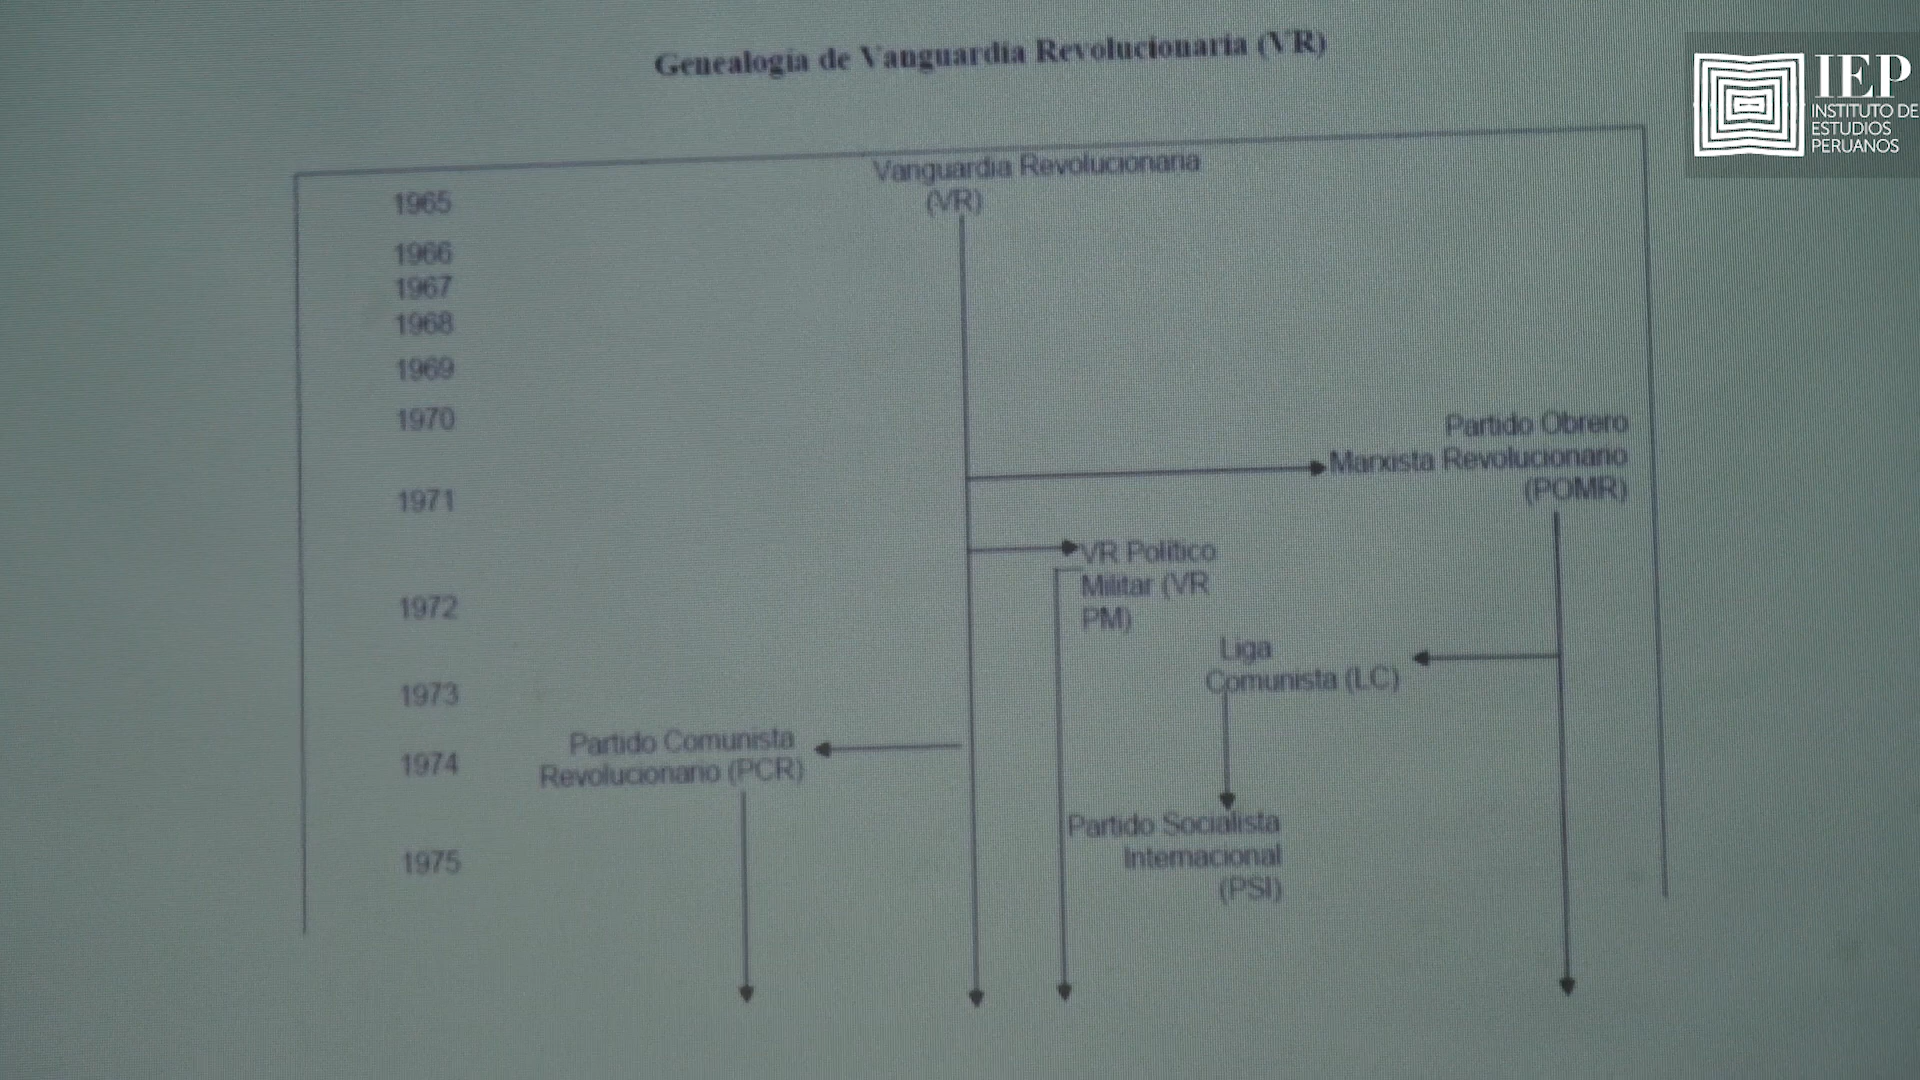 Genealogía de Vanguardia Revolucionaria (VR)
IEP
INSTITUTO DE
ESTUDIOS
PERUANOS
Vanguardia Revolucionaria
(VR)
1965
1966
1967
1968
1969
1970
Partido Obrero
Marxista Revolucionario
(POMR)
1971
VR Político
Militar (VR
PM)
1972
Liga
Comunista (LC)
1973
Partido Comunista
Revolucionario (PCR)
1974
Partido Socialista
Internacional
(PSI)
1975